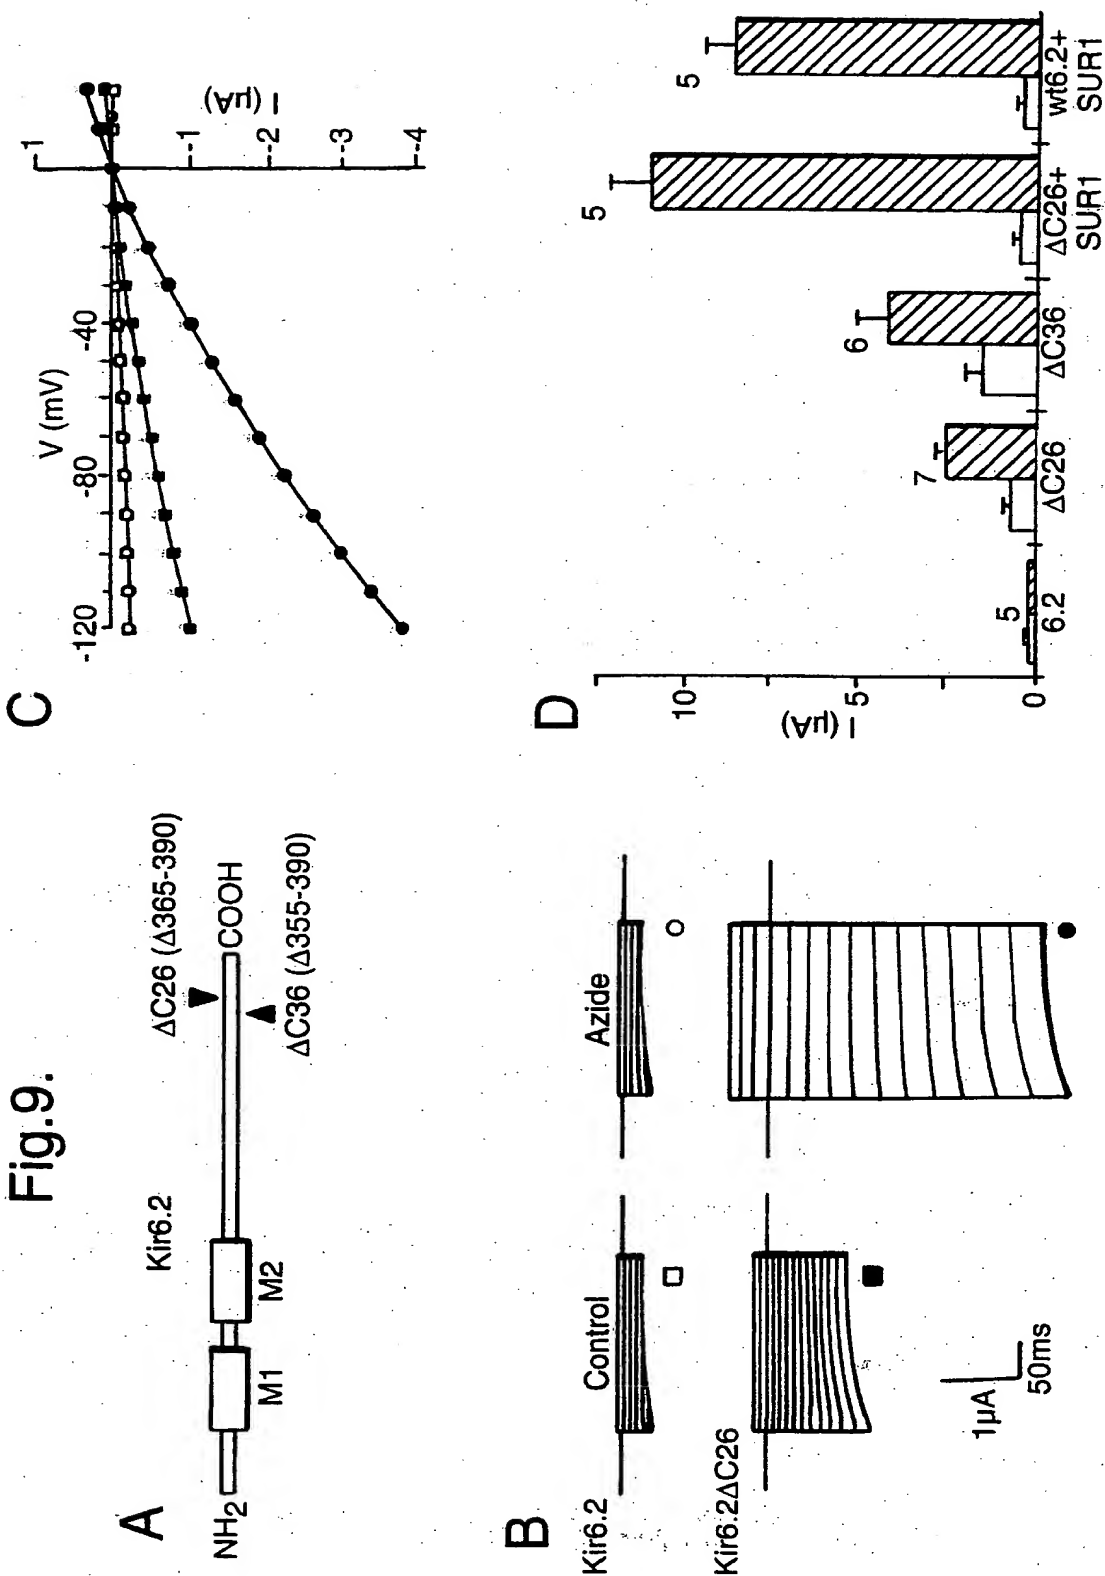 Fig.9.
A
Kir6.2
ΔC26 (Δ365-390)
NH2
COOH
M1
M2
ΔC36 (Δ355-390)
B
Control
Azide
Kir6.2
Kir6.2ΔC26
1μA
50ms
C
V (mV)
-120
-80
-40
1
-1
-2
-3
-4
I (μA)
D
I (μA)
10
5
0
5
7
6
5
5
6.2
ΔC26
ΔC36
ΔC26+
SUR1
wt6.2+
SUR1